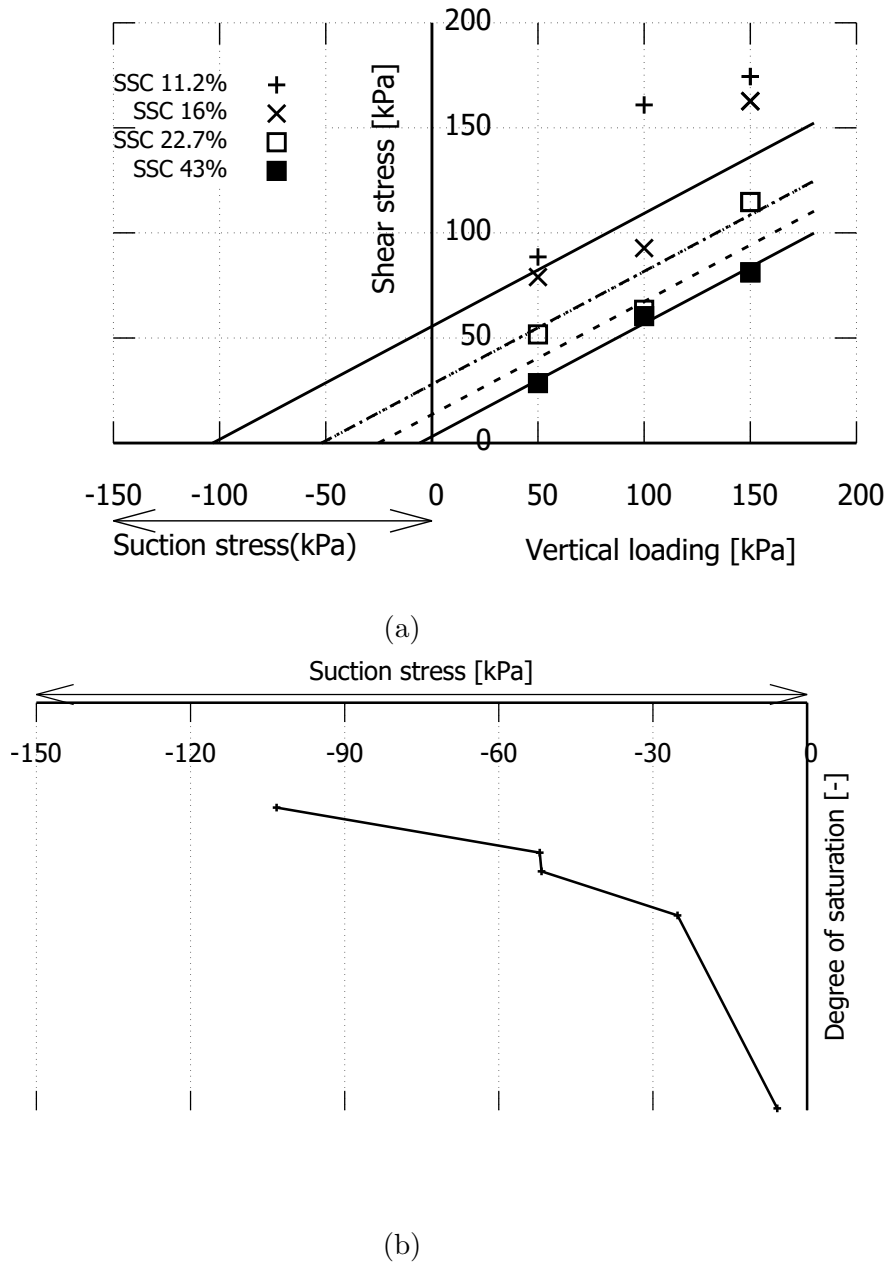 200
150
100
50
0
Shear stress [kPa]
SSC 11.2%
SSC 16%
SSC 22.7%
SSC 43%
-150 -100 -50 0 50 100 150 200
Suction stress(kPa) Vertical loading [kPa]
(a)
Suction stress [kPa]
-150 -120 -90 -60 -30 0
Degree of saturation [-]
(b)